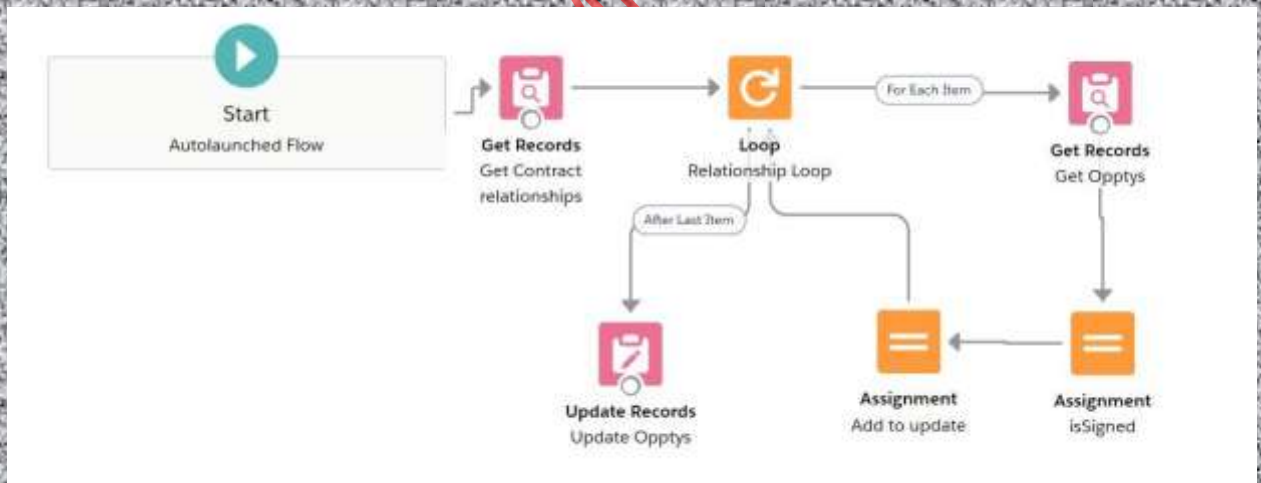 Start
Autolaunched Flow
Get Records
Get Contract
relationships
Loop
Relationship Loop
For Each Item
Get Records
Get Opptys
After Last Item
Update Records
Update Opptys
Assignment
Add to update
Assignment
isSigned